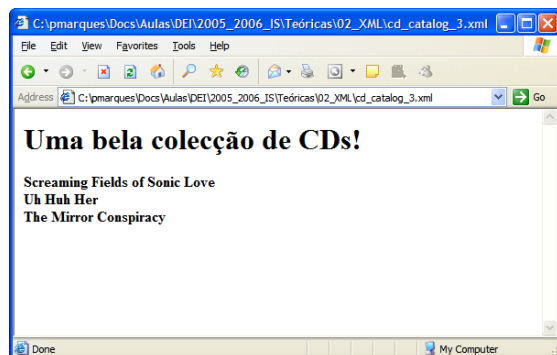 C:\pmarques\Docs\Aulas\DEI\2005_2006_IS\Teóricas\02_XML\cd_catalog_3.xml
File Edit View Favorites Tools Help
Address C:\pmarques\Docs\Aulas\DEI\2005_2006_IS\Teóricas\02_XML\cd_catalog_3.xml Go
Uma bela colecção de CDs!
Screaming Fields of Sonic Love
Uh Huh Her
The Mirror Conspiracy
Done My Computer